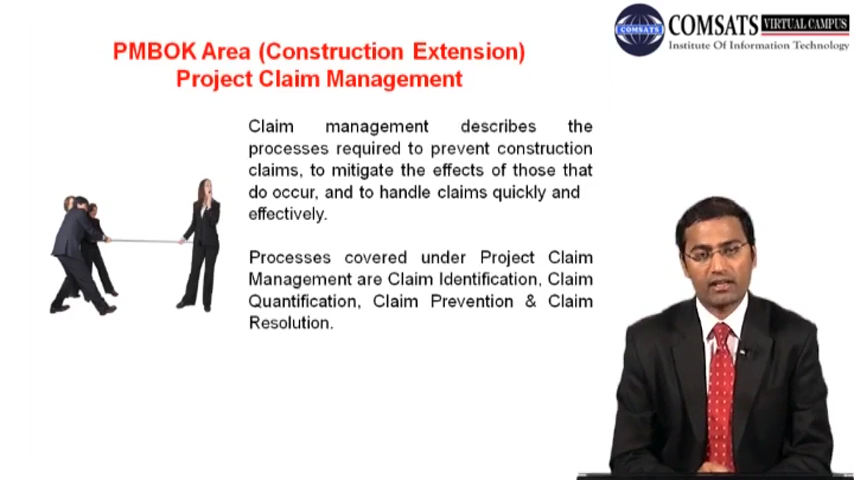 PMBOK Area (Construction Extension)
Project Claim Management
COMSATS VIRTUAL CAMPUS
Institute Of Information Technology
COMSATS
Claim management describes the
processes required to prevent construction
claims, to mitigate the effects of those that
do occur, and to handle claims quickly and
effectively.
Processes covered under Project Claim
Management are Claim Identification, Claim
Quantification, Claim Prevention & Claim
Resolution.